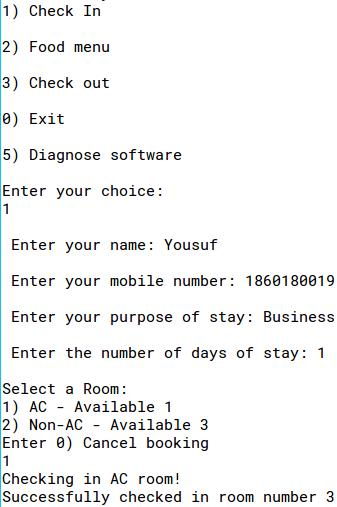 1) Check In
2) Food menu
3) Check out
0) Exit
5) Diagnose software
Enter your choice:
1
Enter your name: Yousuf
Enter your mobile number: 1860180019
Enter your purpose of stay: Business
Enter the number of days of stay: 1
Select a Room:
1) AC - Available 1
2) Non-AC - Available 3
Enter 0) Cancel booking
1
Checking in AC room!
Successfully checked in room number 3